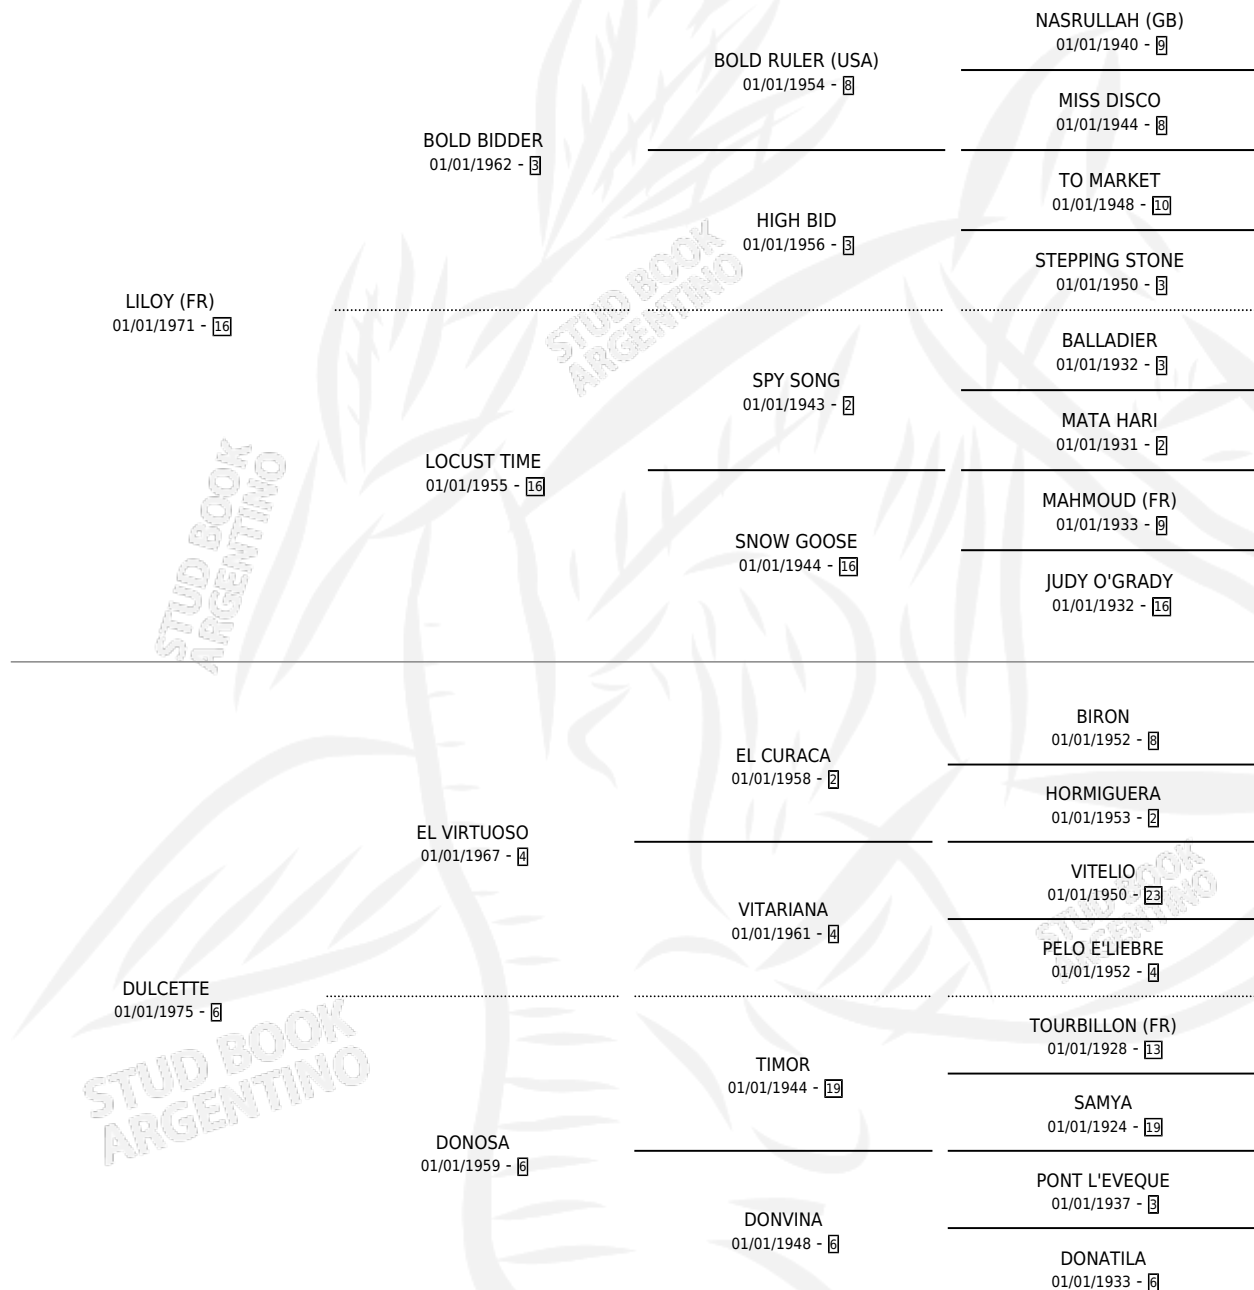 NASRULLAH (GB)
01/01/1940 - 9
BOLD RULER (USA)
01/01/1954 - 8
MISS DISCO
01/01/1944 - 8
BOLD BIDDER
01/01/1962 - 3
TO MARKET
01/01/1948 - 10
HIGH BID
01/01/1956 - 3
STEPPING STONE
01/01/1950 - 3
LILOY (FR)
01/01/1971 - 16
BALLADIER
01/01/1932 - 3
SPY SONG
01/01/1943 - 2
MATA HARI
01/01/1931 - 2
LOCUST TIME
01/01/1955 - 16
MAHMOUD (FR)
01/01/1933 - 9
SNOW GOOSE
01/01/1944 - 16
JUDY O'GRADY
01/01/1932 - 16
BIRON
01/01/1952 - 8
EL CURACA
01/01/1958 - 2
HORMIGUERA
01/01/1953 - 2
EL VIRTUOSO
01/01/1967 - 4
VITELIO
01/01/1950 - 23
VITARIANA
01/01/1961 - 4
PELO E'LIEBRE
01/01/1952 - 4
DULCETTE
01/01/1975 - 6
TOURBILLON (FR)
01/01/1928 - 13
TIMOR
01/01/1944 - 19
SAMYA
01/01/1924 - 19
DONOSA
01/01/1959 - 6
PONT L'EVEQUE
01/01/1937 - 3
DONVINA
01/01/1948 - 6
DONATILA
01/01/1933 - 6
STUD BOOK
ARGENTINO
STUD BOOK
ARGENTINO
STUD BOOK
ARGENTINO
STUD BOOK
ARGENTINO